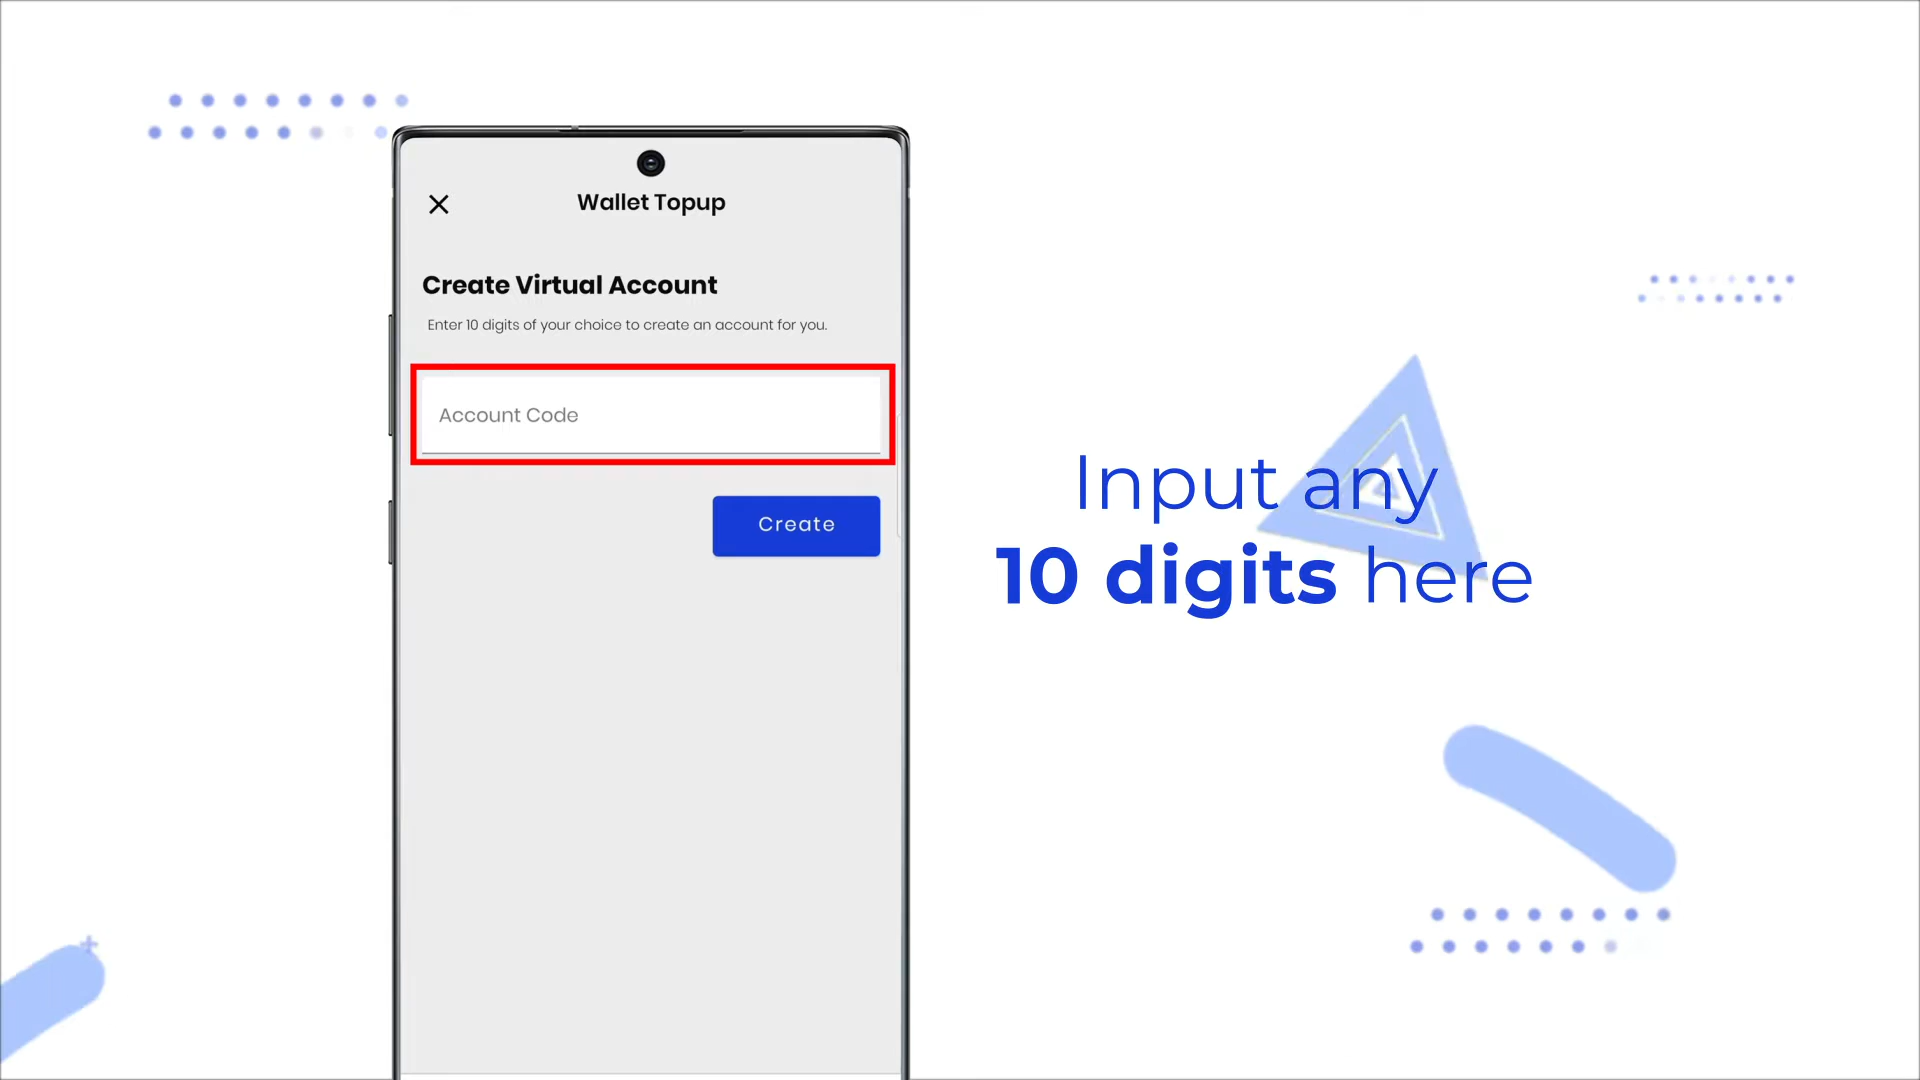 Wallet Topup
Create Virtual Account
Enter 10 digits of your choice to create an account for you.
Account Code
Create
Input any
10 digits here